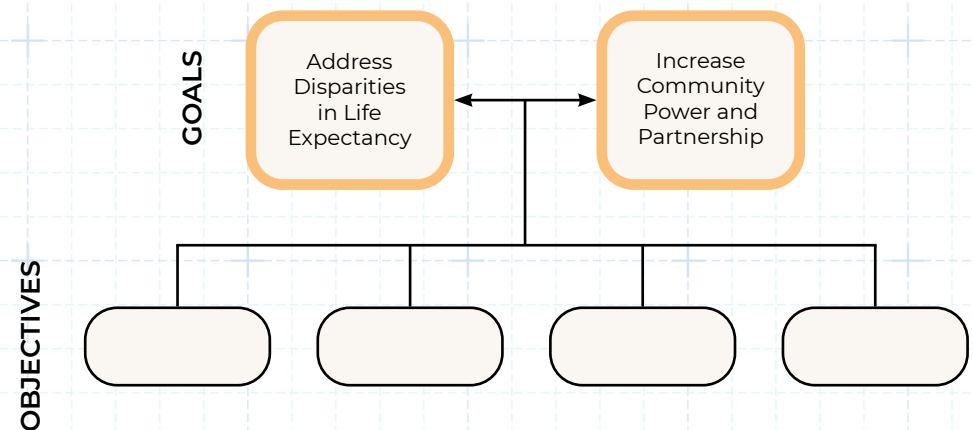 GOALS
Address
Disparities
in Life
Expectancy
Increase
Community
Power and
Partnership
OBJECTIVES